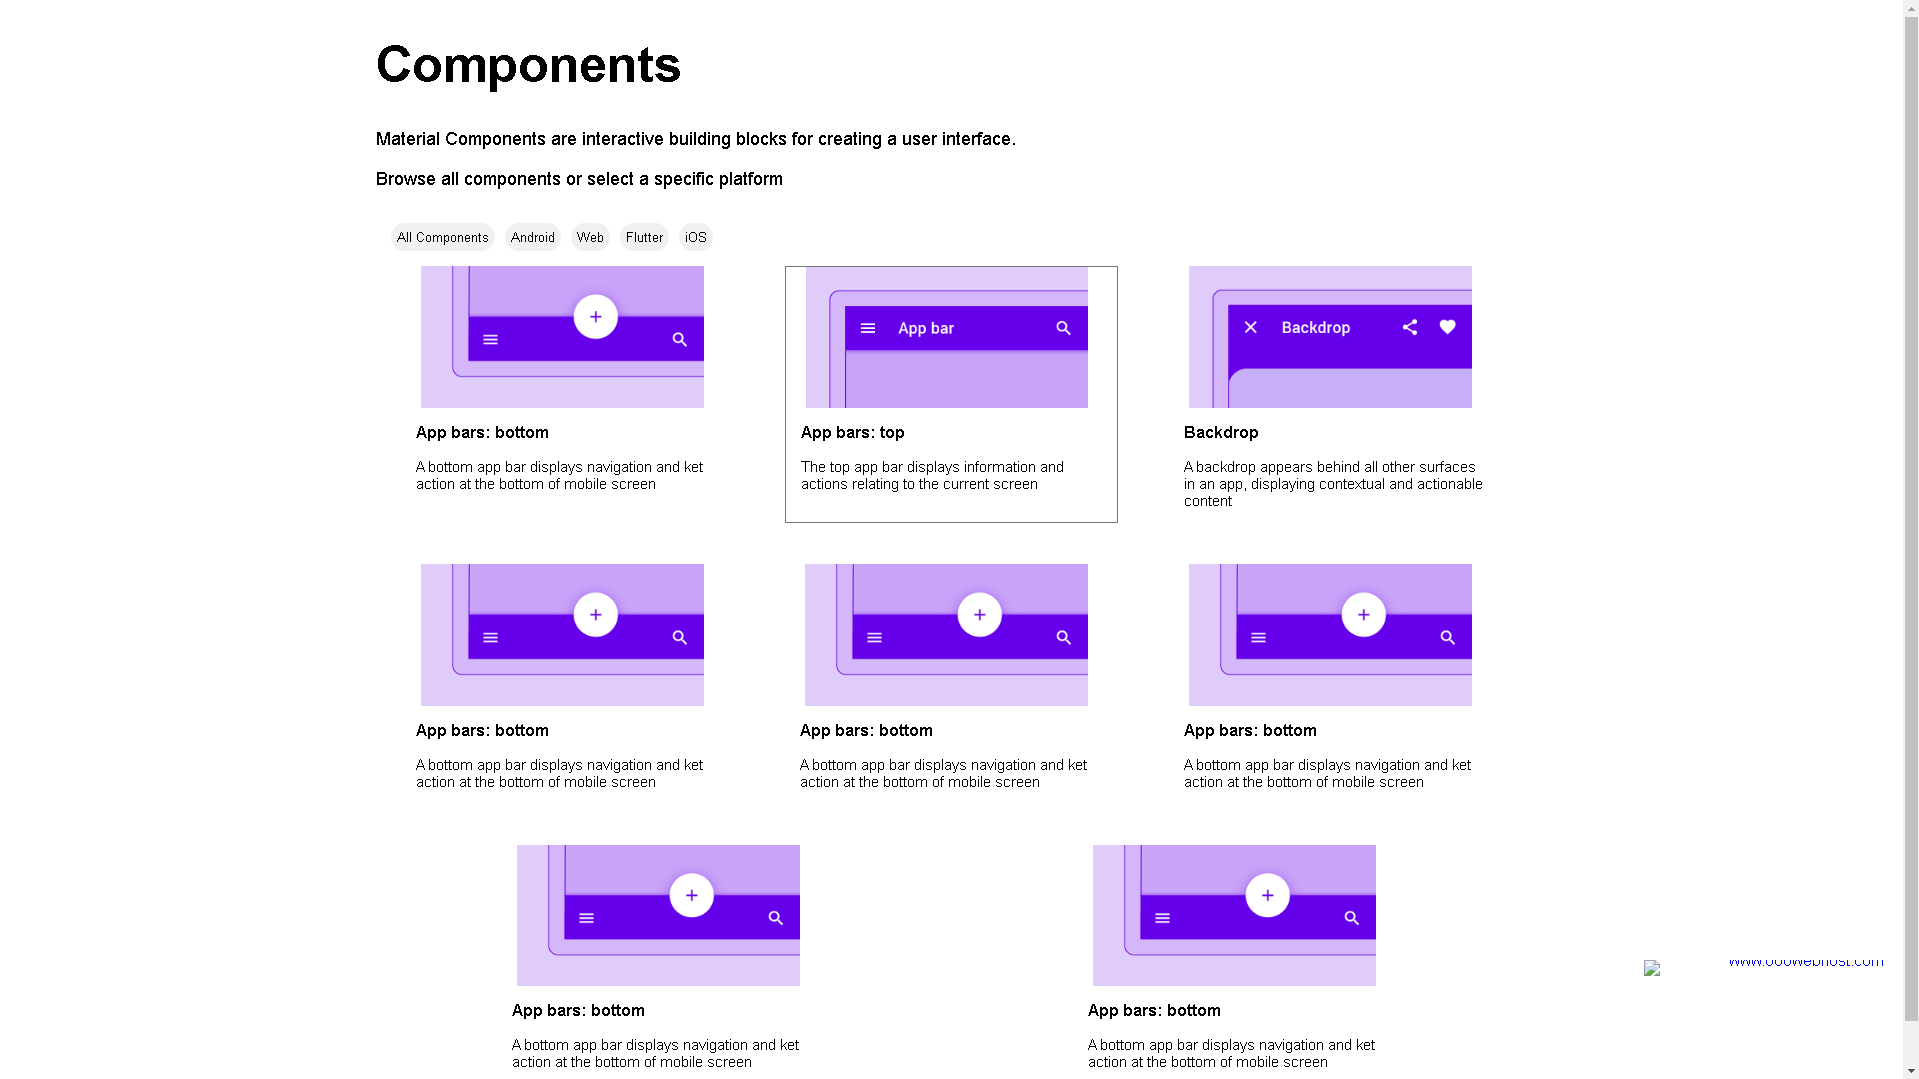 Components
Material Components are interactive building blocks for creating a user interface.
Browse all components or select a specific platform
All Components Android Web Flutter iOS
App bar
Backdrop
App bars: bottom
A bottom app bar displays navigation and ket
action at the bottom of mobile screen
App bars: top
The top app bar displays information and
actions relating to the current screen
Backdrop
A backdrop appears behind all other surfaces
in an app, displaying contextual and actionable
content
App bars: bottom
A bottom app bar displays navigation and ket
action at the bottom of mobile screen
App bars: bottom
A bottom app bar displays navigation and ket
action at the bottom of mobile screen
App bars: bottom
A bottom app bar displays navigation and ket
action at the bottom of mobile screen
App bars: bottom
A bottom app bar displays navigation and ket
action at the bottom of mobile screen
App bars: bottom
A bottom app bar displays navigation and ket
action at the bottom of mobile screen